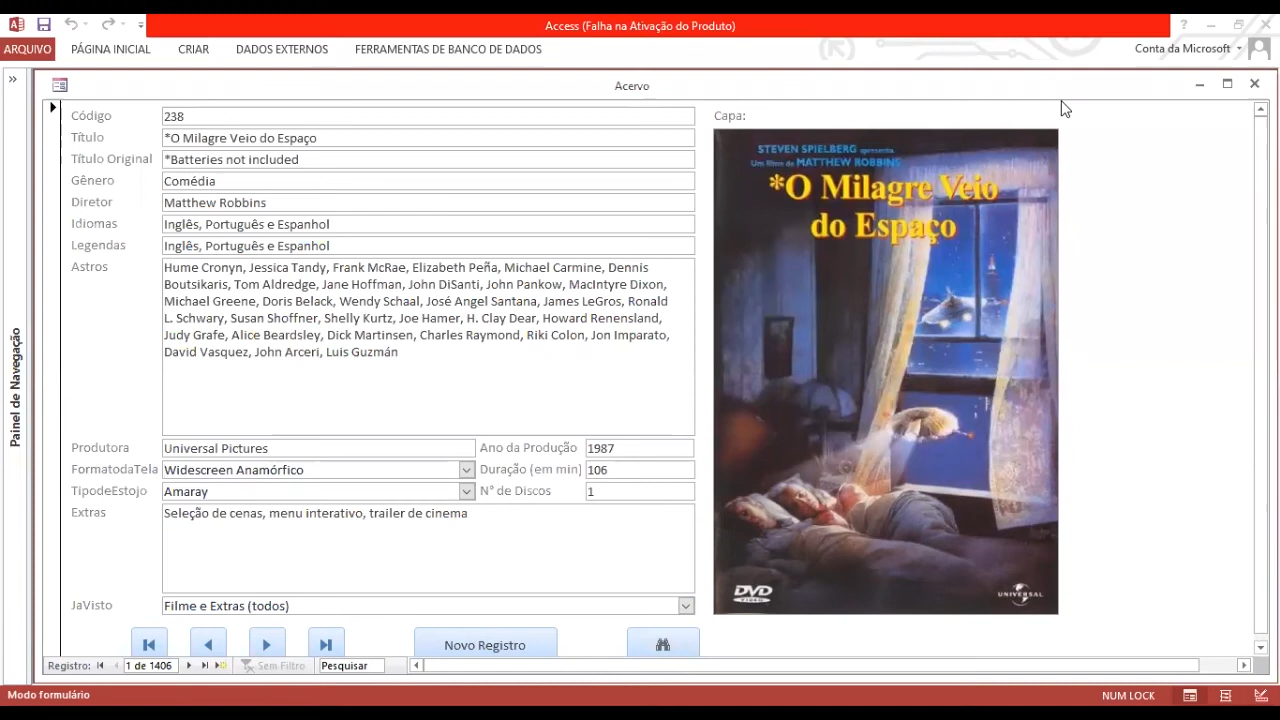 Access (Falha na Ativação do Produto)
?
ARQUIVO PÁGINA INICIAL CRIAR DADOS EXTERNOS FERRAMENTAS DE BANCO DE DADOS Conta da Microsoft
Acervo
Painel de Navegação
Código 238
Título *O Milagre Veio do Espaço
Título Original *Batteries not included
Gênero Comédia
Diretor Matthew Robbins
Idiomas Inglês, Português e Espanhol
Legendas Inglês, Português e Espanhol
Astros Hume Cronyn, Jessica Tandy, Frank McRae, Elizabeth Peña, Michael Carmine, Dennis
Boutsikaris, Tom Aldredge, Jane Hoffman, John DiSanti, John Pankow, MacIntyre Dixon,
Michael Greene, Doris Belack, Wendy Schaal, José Angel Santana, James LeGros, Ronald
L. Schwary, Susan Shoffner, Shelly Kurtz, Joe Hamer, H. Clay Dear, Howard Renensland,
Judy Grafe, Alice Beardsley, Dick Martinsen, Charles Raymond, Riki Colon, Jon Imparato,
David Vasquez, John Arceri, Luis Guzmán
Produtora Universal Pictures Ano da Produção 1987
FormatodaTela Widescreen Anamórfico Duração (em min) 106
TipodeEstojo Amaray N° de Discos 1
Extras Seleção de cenas, menu interativo, trailer de cinema
JaVisto Filme e Extras (todos)
Capa:
STEVEN SPIELBERG apresenta
Um filme de MATTHEW ROBBINS
*O Milagre Veio
do Espaço
DVD
VIDEO
UNIVERSAL
Novo Registro
Registro: 1 de 1406 Sem Filtro Pesquisar
Modo formulário NUM LOCK